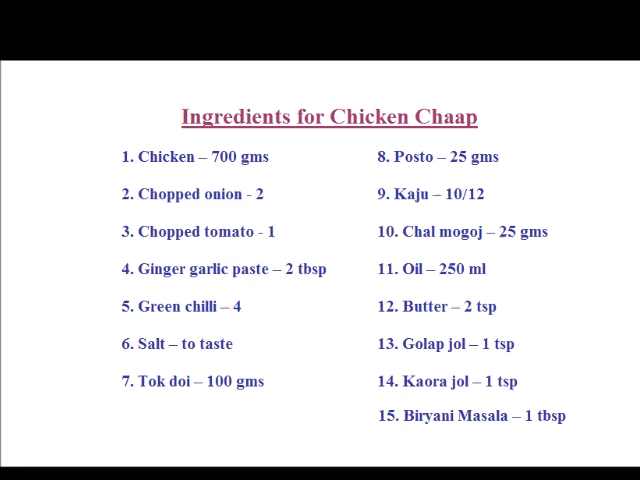 Ingredients for Chicken Chaap
1. Chicken – 700 gms
2. Chopped onion - 2
3. Chopped tomato - 1
4. Ginger garlic paste – 2 tbsp
5. Green chilli – 4
6. Salt – to taste
7. Tok doi – 100 gms
8. Posto – 25 gms
9. Kaju – 10/12
10. Chal mogoj – 25 gms
11. Oil – 250 ml
12. Butter – 2 tsp
13. Golap jol – 1 tsp
14. Kaora jol – 1 tsp
15. Biryani Masala – 1 tbsp